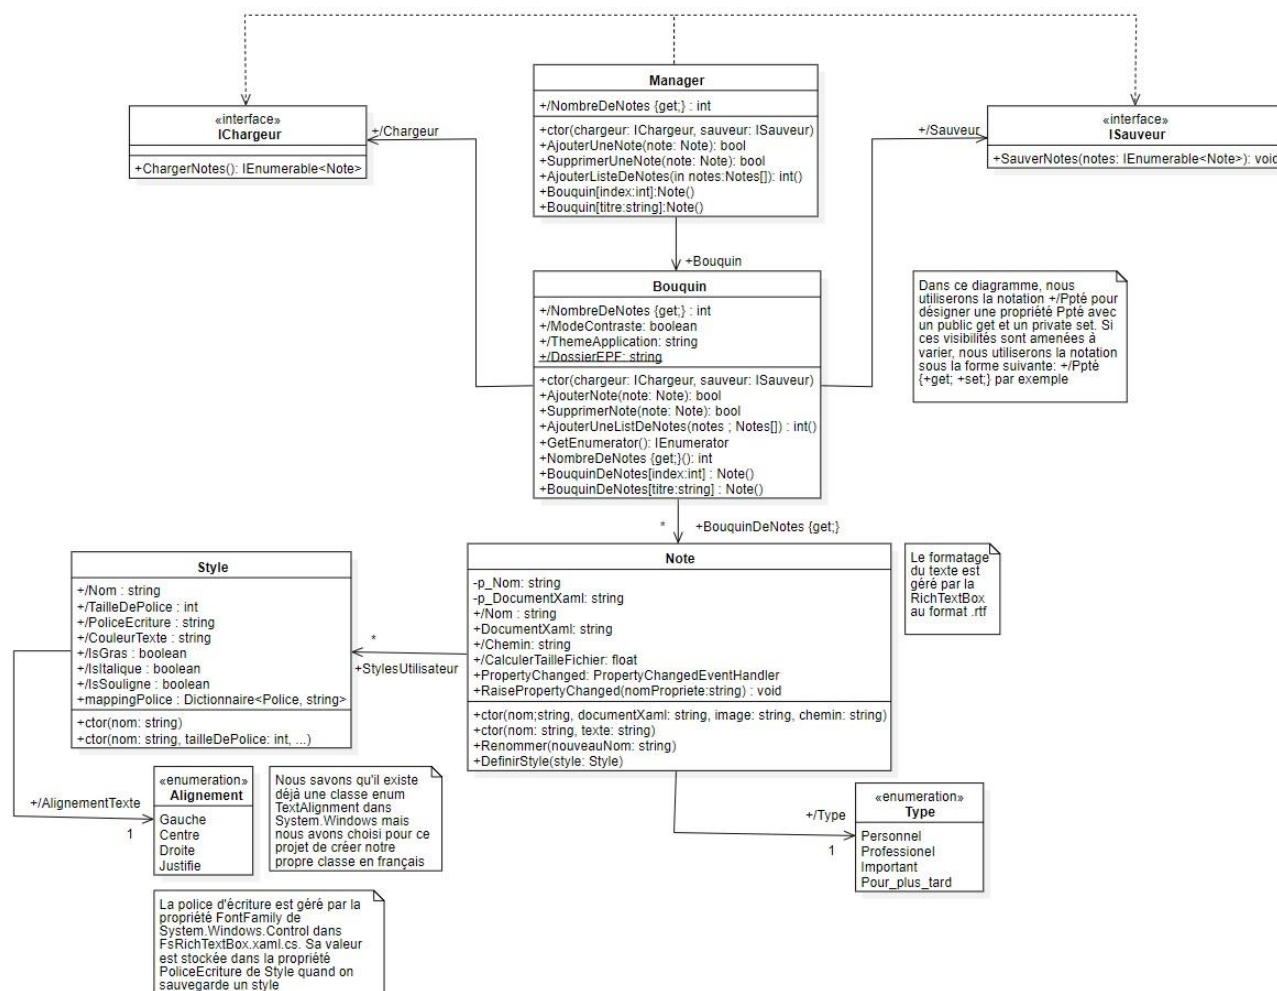 Manager
+/NombreDeNotes {get;} : int
+ctor(chargeur: IChargeur, sauveur: ISauveur)
+AjouterUneNote(note: Note): bool
+SupprimerUneNote(note: Note): bool
+AjouterListeDeNotes(in notes:Notes[]): int()
+Bouquin[index:int]:Note()
+Bouquin[titre:string]:Note()
«interface»
IChargeur
+ChargerNotes(): IEnumerable<Note>
+/Chargeur
+/Sauveur
«interface»
ISauveur
+SauverNotes(notes: IEnumerable<Note>): void
+Bouquin
Bouquin
+/NombreDeNotes {get;} : int
+/ModeContraste: boolean
+/ThemeApplication: string
+/DossierEPF: string
+ctor(chargeur: IChargeur, sauveur: ISauveur)
+AjouterNote(note: Note): bool
+SupprimerNote(note: Note): bool
+AjouterUneListDeNotes(notes ; Notes[]) : int()
+GetEnumerator(): IEnumerator
+NombreDeNotes {get;}(): int
+BouquinDeNotes[index:int] : Note()
+BouquinDeNotes[titre:string] : Note()
Dans ce diagramme, nous
utiliserons la notation +/Ppté pour
désigner une propriété Ppté avec
un public get et un private set. Si
ces visibilités sont amenées à
varier, nous utiliserons la notation
sous la forme suivante: +/Ppté
{+get; +set;} par exemple
* +BouquinDeNotes {get;}
Note
-p_Nom: string
-p_DocumentXaml: string
+/Nom : string
+DocumentXaml: string
+/Chemin: string
+/CalculerTailleFichier: float
+PropertyChanged: PropertyChangedEventHandler
+RaisePropertyChanged(nomPropriete:string) : void
+ctor(nom;string, documentXaml: string, image: string, chemin: string)
+ctor(nom: string, texte: string)
+Renommer(nouveauNom: string)
+DefinirStyle(style: Style)
Le formatage
du texte est
géré par la
RichTextBox
au format .rtf
Style
+/Nom : string
+/TailleDePolice : int
+/PoliceEcriture : string
+/CouleurTexte : string
+/IsGras : boolean
+/IsItalique : boolean
+/IsSouligne : boolean
+mappingPolice : Dictionnaire<Police, string>
+ctor(nom: string)
+ctor(nom: string, tailleDePolice: int, ...)
*
+StylesUtilisateur
+/AlignementTexte
1
«enumeration»
Alignement
Gauche
Centre
Droite
Justifie
Nous savons qu'il existe
déjà une classe enum
TextAlignment dans
System.Windows mais
nous avons choisi pour ce
projet de créer notre
propre classe en français
+/Type
1
«enumeration»
Type
Personnel
Professionel
Important
Pour_plus_tard
La police d'écriture est géré par la
propriété FontFamily de
System.Windows.Control dans
FsRichTextBox.xaml.cs. Sa valeur
est stockée dans la propriété
PoliceEcriture de Style quand on
sauvegarde un style